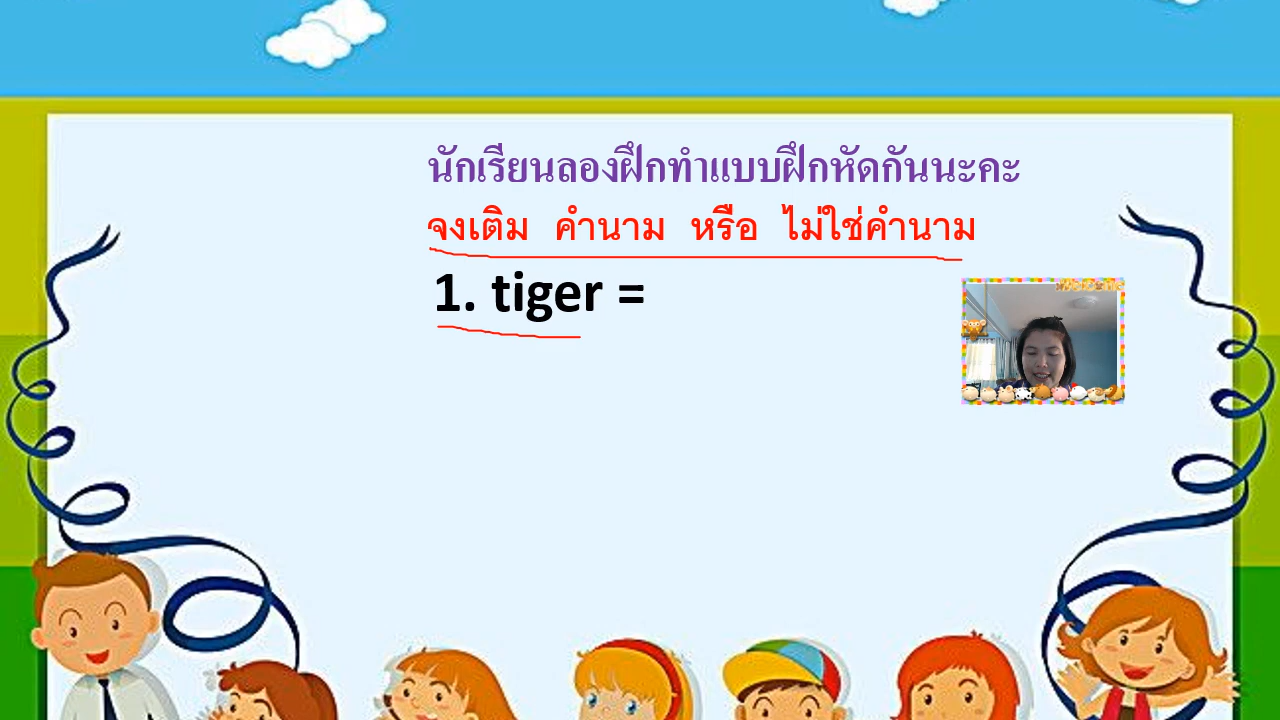 นักเรียนลองฝึกทำแบบฝึกหัดกันนะคะ
จงเติม คำนาม หรือ ไม่ใช่คำนาม
1. tiger =